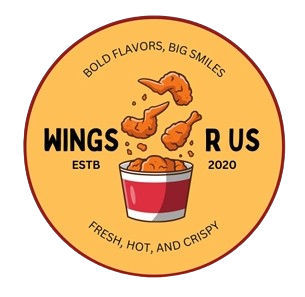 BOLD FLAVORS, BIG SMILES
WINGS R US
ESTB 2020
FRESH, HOT, AND CRISPY